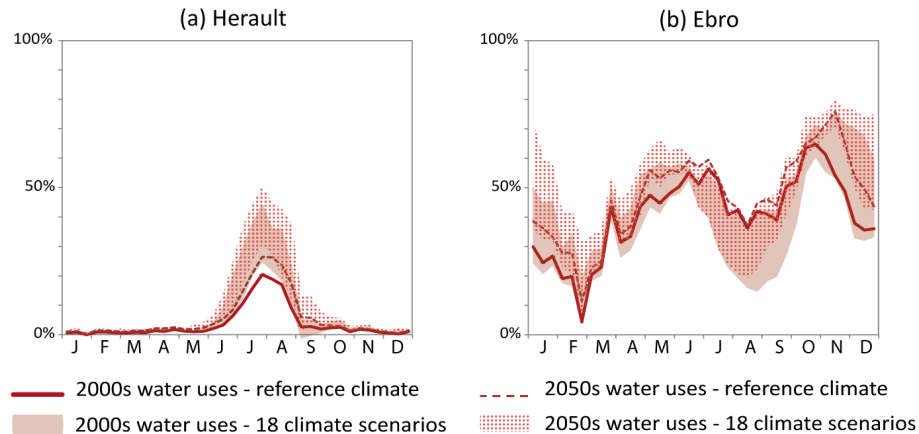 (a) Herault
(b) Ebro
100%
50%
0%
J F M A M J J A S O N D
100%
50%
0%
J F M A M J J A S O N D
2000s water uses - reference climate
2050s water uses - reference climate
2000s water uses - 18 climate scenarios
2050s water uses - 18 climate scenarios